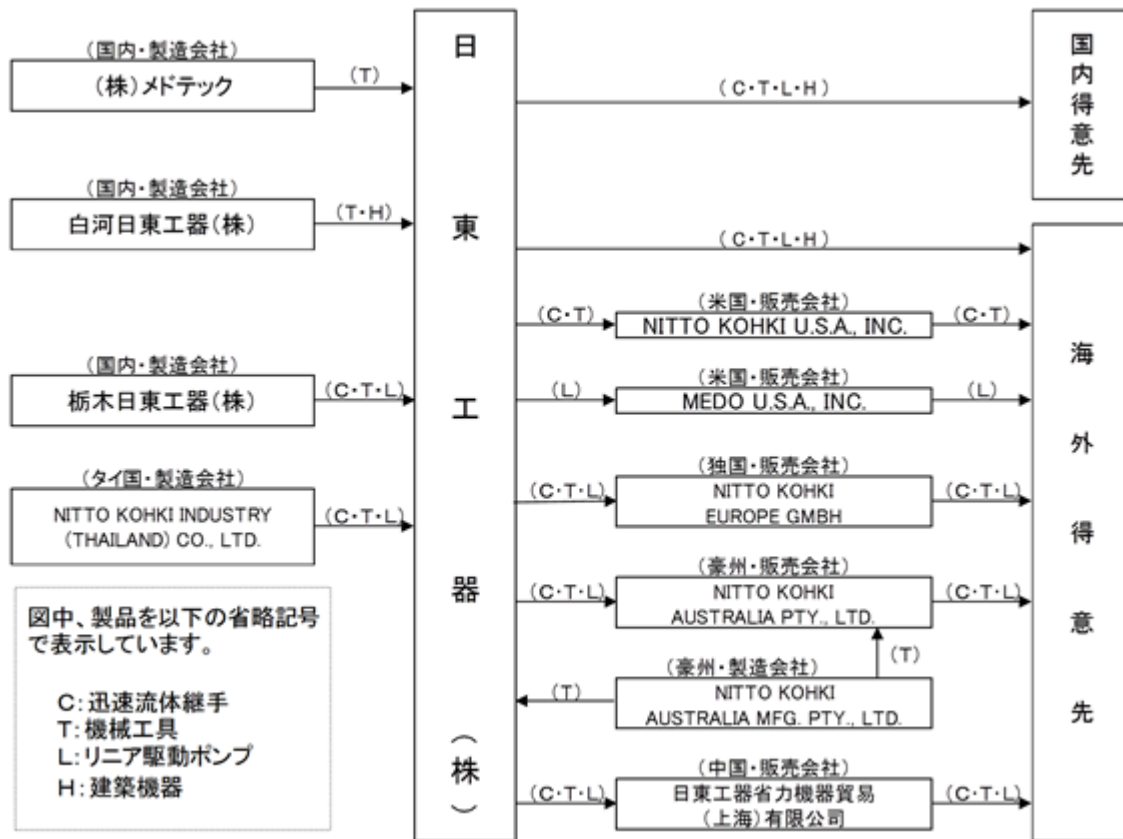 (国内・製造会社)
(株)メドテック
(T)
(国内・製造会社)
白河日東工器(株)
(T・H)
(国内・製造会社)
栃木日東工器(株)
(C・T・L)
(タイ国・製造会社)
NITTO KOHKI INDUSTRY
(THAILAND) CO., LTD.
(C・T・L)
図中、製品を以下の省略記号
で表示しています。
C:迅速流体継手
T:機械工具
L:リニア駆動ポンプ
H:建築機器
日東工器(株)
(C・T・L・H)
国内得意先
(C・T・L・H)
(C・T)
(米国・販売会社)
NITTO KOHKI U.S.A., INC.
(C・T)
(L)
(米国・販売会社)
MEDO U.S.A., INC.
(L)
(C・T・L)
(独国・販売会社)
NITTO KOHKI
EUROPE GMBH
(C・T・L)
(C・T・L)
(豪州・販売会社)
NITTO KOHKI
AUSTRALIA PTY., LTD.
(C・T・L)
(T)
(T)
(豪州・製造会社)
NITTO KOHKI
AUSTRALIA MFG. PTY., LTD.
(C・T・L)
(中国・販売会社)
日東工器省力機器貿易
(上海)有限公司
(C・T・L)
海外得意先